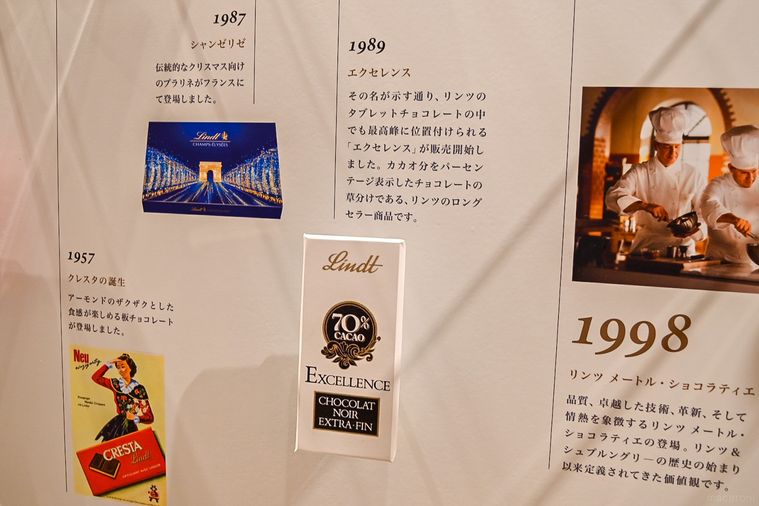 1987
シャンゼリゼ
伝統的なクリスマス向け
のプラリネがフランスに
て登場しました。
Lindt
CHAMPS-ÉLYSÉES
Lindt
1957
クレスタの誕生
アーモンドのザクザクとした
食感が楽しめる板チョコレート
が登場しました。
Neu
CRESTA
Lindt
1989
エクセレンス
その名が示す通り、リンツの
タブレットチョコレートの中
でも最高峰に位置付けられる
「エクセレンス」が販売開始し
ました。カカオ分をパーセン
テージ表示したチョコレートの
草分けである、リンツのロング
セラー商品です。
Lindt
70%
CACAO
EXCELLENCE
CHOCOLAT
NOIR
EXTRA·FIN
1998
リンツ メートル・ショコラティエ
品質、卓越した技術、革新、そして
情熱を象徴するリンツ メートル・
ショコラティエの登場。リンツ＆
シュプルングリーの歴史の始まり
以来定義されてきた価値観です。